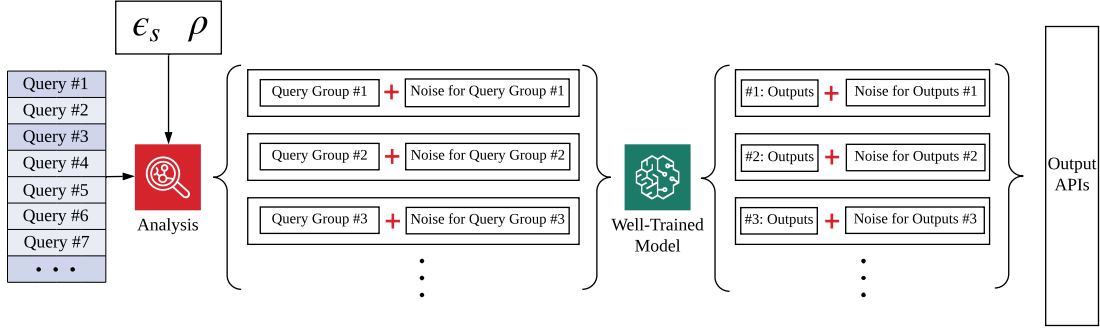 ϵs ρ
Query #1
Query #2
Query #3
Query #4
Query #5
Query #6
Query #7
• • •
Analysis
Query Group #1 + Noise for Query Group #1
Query Group #2 + Noise for Query Group #2
Query Group #3 + Noise for Query Group #3
Well-Trained
Model
#1: Outputs + Noise for Outputs #1
#2: Outputs + Noise for Outputs #2
#3: Outputs + Noise for Outputs #3
Output
APIs